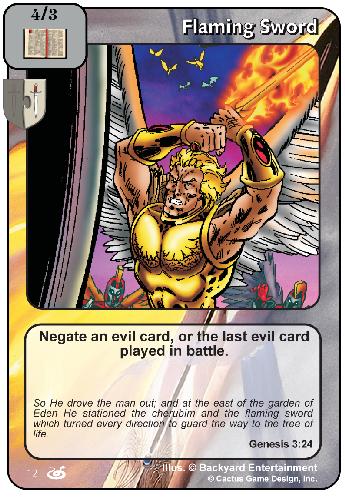 4/3
Flaming Sword
Negate an evil card, or the last evil card
played in battle.
So He drove the man out; and at the east of the garden of
Eden He stationed the cherubim and the flaming sword
which turned every direction to guard the way to the tree of
life.
Genesis 3:24
12
Illus. © Backyard Entertainment
© Cactus Game Design, Inc.